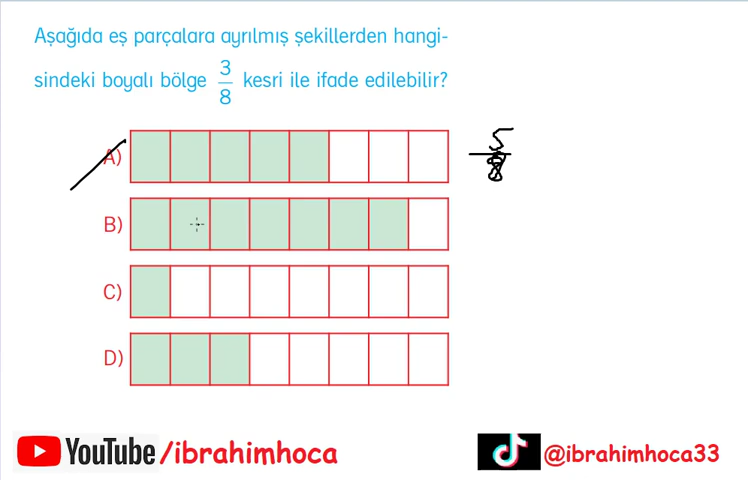 Aşağıda eş parçalara ayrılmış şekillerden hangi-
sindeki boyalı bölge 3/8 kesri ile ifade edilebilir?
A)
5/8
B)
C)
D)
YouTube /ibrahimhoca
@ibrahimhoca33